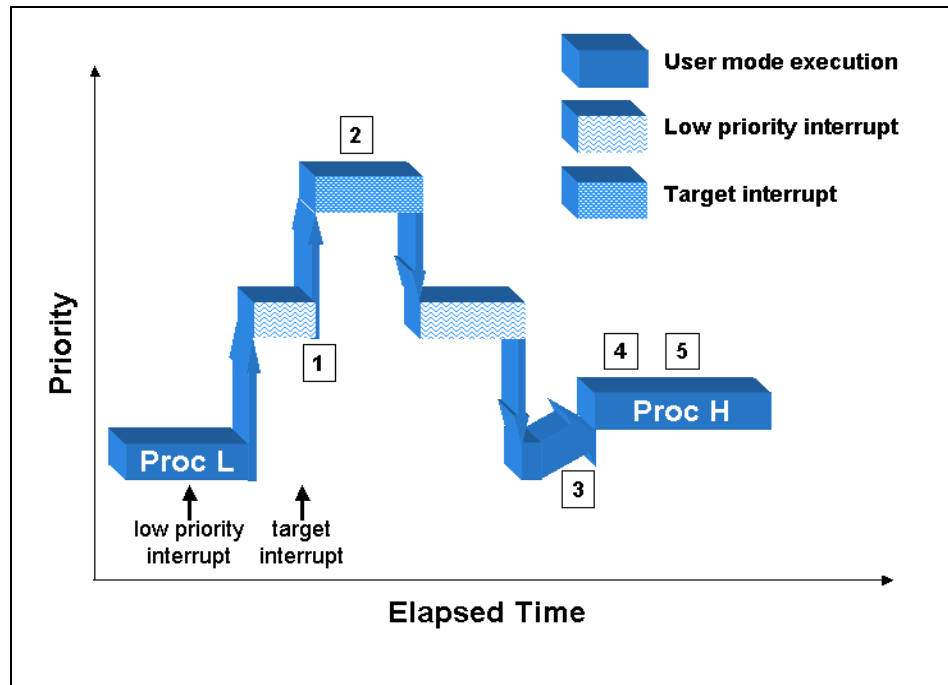 User mode execution
Low priority interrupt
Target interrupt
2
1
4
5
Proc H
Proc L
3
low priority
interrupt
target
interrupt
Priority
Elapsed Time